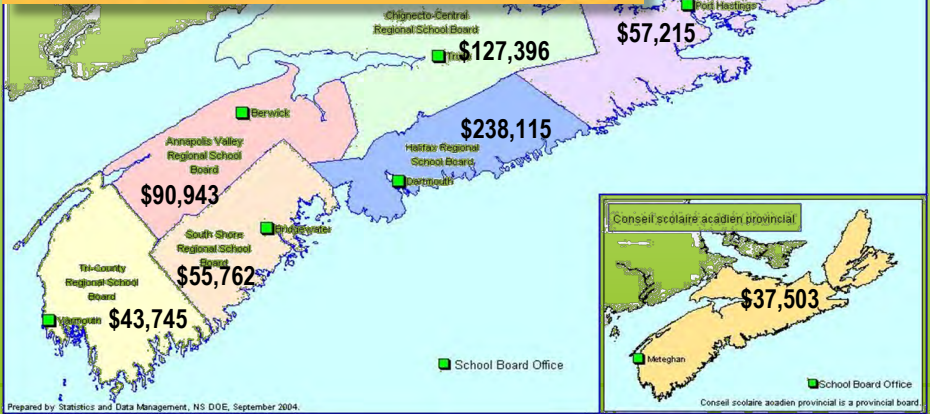 Port Hastings
Chignecto-Central
Regional School Board
$57,215
Truro
$127,396
Berwick
$238,115
Annapolis Valley
Regional School
Board
Halifax Regional
School Board
Dartmouth
$90,943
South Shore
Regional School
Board
Bridgewater
$55,762
Tri-County
Regional School
Board
Yarmouth
$43,745
School Board Office
Prepared by Statistics and Data Management, NS DOE, September 2004.
Conseil scolaire acadien provincial
$37,503
Meteghan
School Board Office
Conseil scolaire acadien provincial is a provincial board.